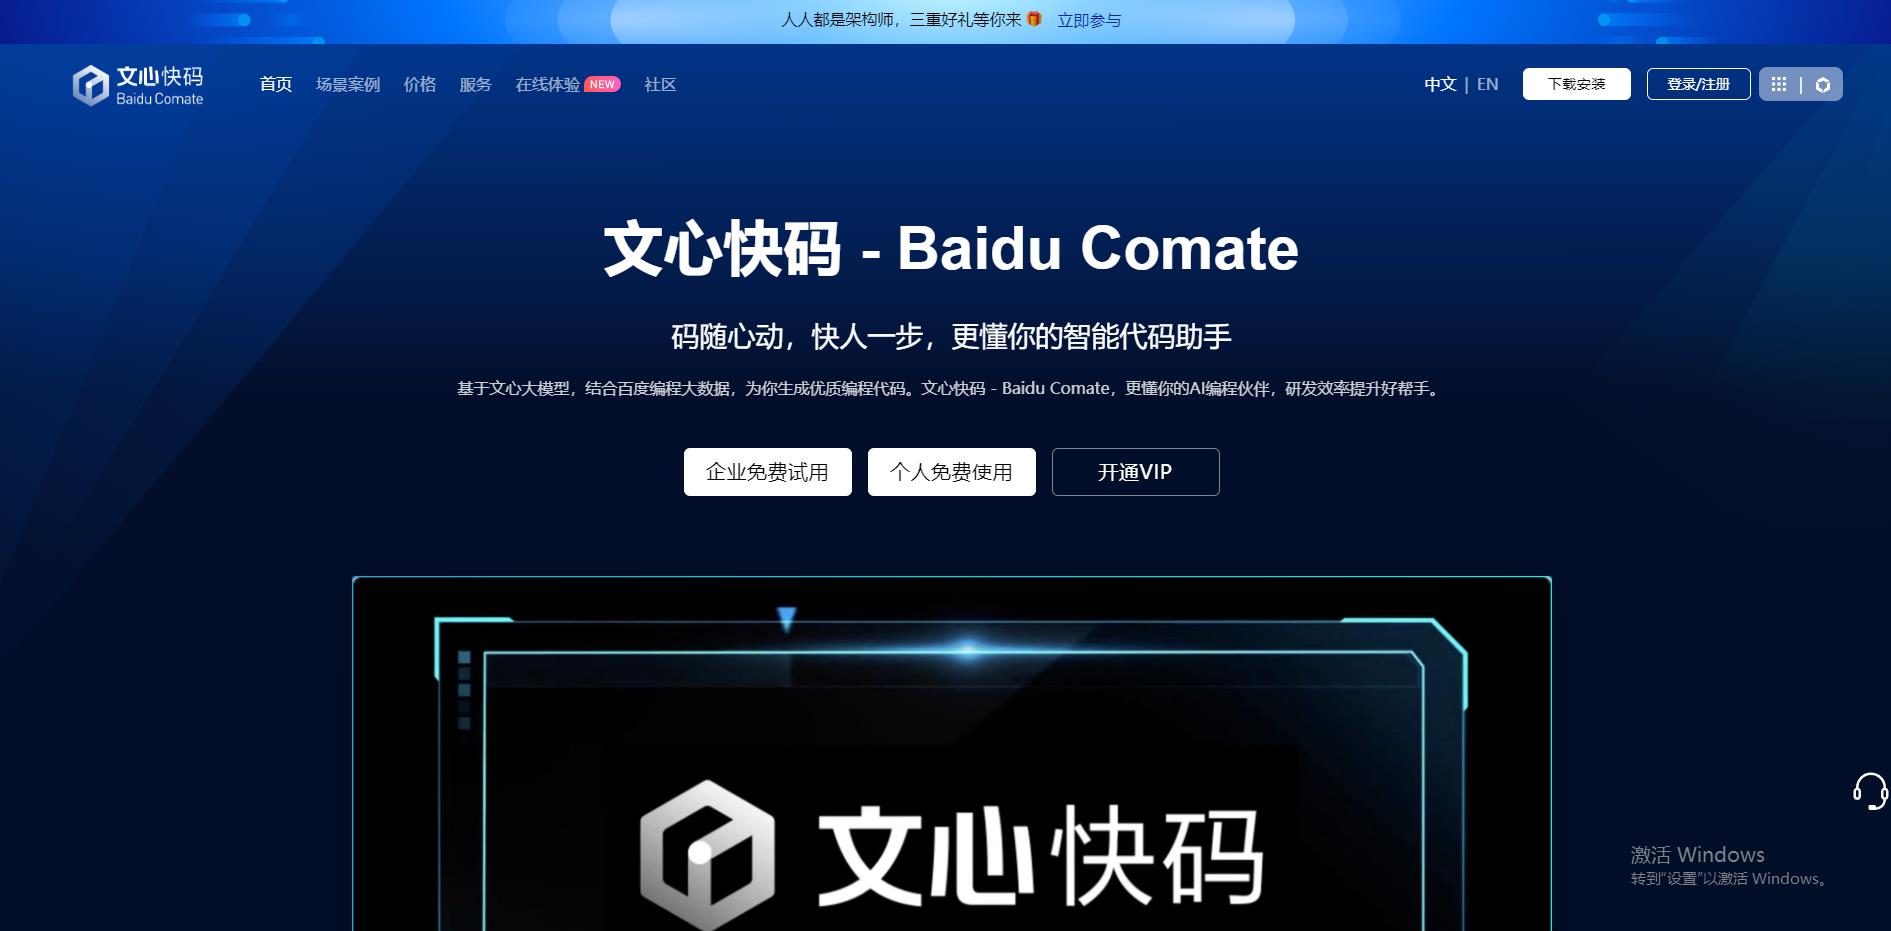 人人都是架构师，三重好礼等你来 立即参与
文心快码
Baidu Comate
首页 场景案例 价格 服务 在线体验 NEW 社区
中文 | EN 下载安装 登录/注册
文心快码 - Baidu Comate
码随心动，快人一步，更懂你的智能代码助手
基于文心大模型，结合百度编程大数据，为你生成优质编程代码。文心快码 - Baidu Comate，更懂你的AI编程伙伴，研发效率提升好帮手。
企业免费试用 个人免费使用 开通VIP
文心快码
激活 Windows
转到“设置”以激活 Windows。